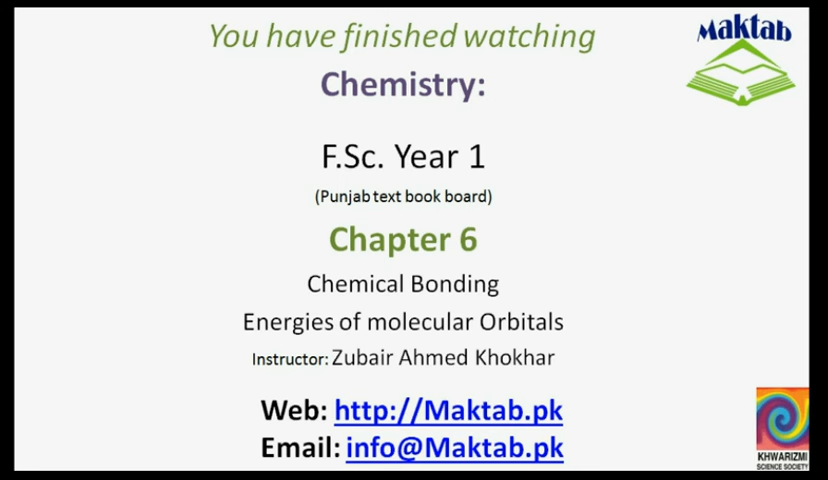 You have finished watching
Maktab
Chemistry:
F.Sc. Year 1
(Punjab text book board)
Chapter 6
Chemical Bonding
Energies of molecular Orbitals
Instructor: Zubair Ahmed Khokhar
Web: http://Maktab.pk
Email: info@Maktab.pk
KHWARIZMI
SCIENCE SOCIETY